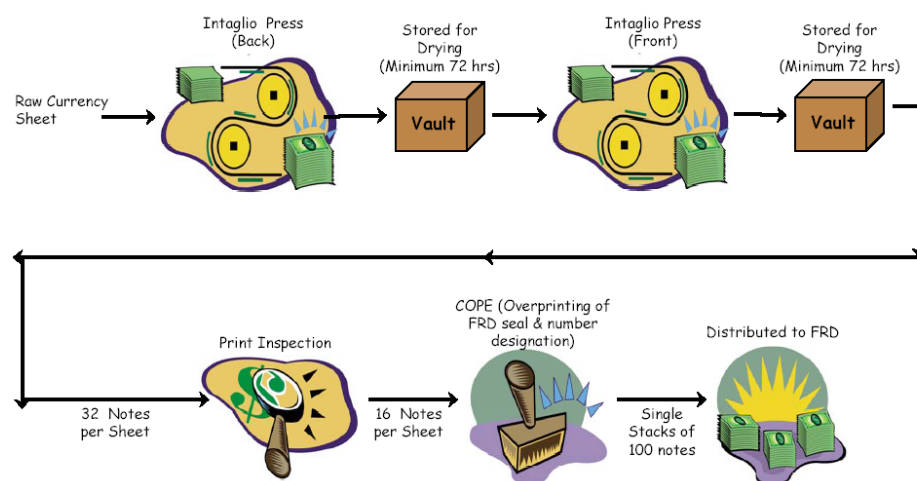 Intaglio Press
(Back)
Stored for
Drying
(Minimum 72 hrs)
Intaglio Press
(Front)
Stored for
Drying
(Minimum 72 hrs)
Raw Currency
Sheet
Vault
Vault
Print Inspection
COPE (Overprinting of
FRD seal & number
designation)
Distributed to FRD
32 Notes
per Sheet
16 Notes
per Sheet
Single
Stacks of
100 notes